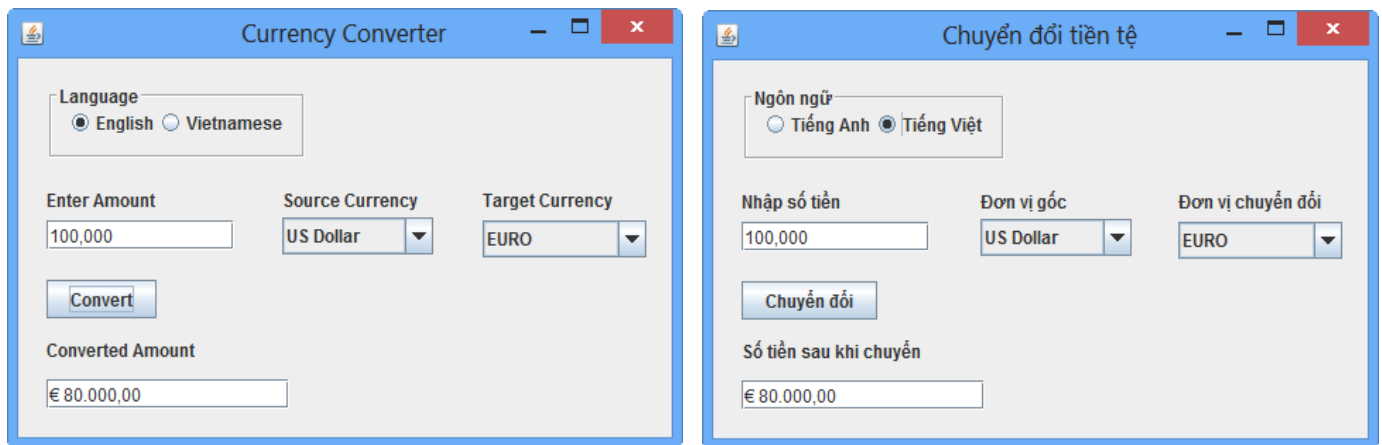 Currency Converter
Language
English Vietnamese
Enter Amount Source Currency Target Currency
100,000 US Dollar EURO
Convert
Converted Amount
€ 80.000,00
Chuyển đổi tiền tệ
Ngôn ngữ
Tiếng Anh Tiếng Việt
Nhập số tiền Đơn vị gốc Đơn vị chuyển đổi
100,000 US Dollar EURO
Chuyển đổi
Số tiền sau khi chuyển
€ 80.000,00